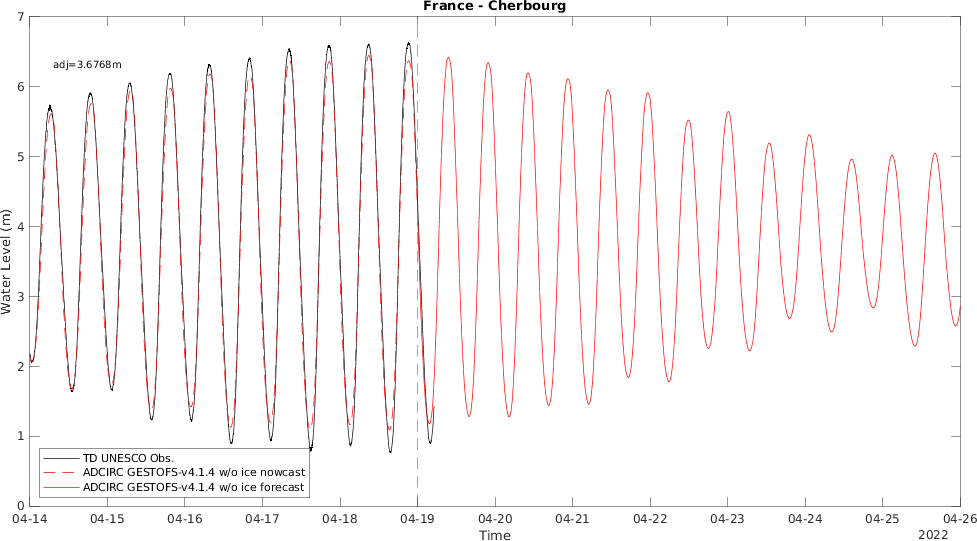 France - Cherbourg
adj=3.6768m
Water Level (m)
7
6
5
4
3
2
1
0
TD UNESCO Obs.
ADCIRC GESTOFS-v4.1.4 w/o ice nowcast
ADCIRC GESTOFS-v4.1.4 w/o ice forecast
04-14 04-15 04-16 04-17 04-18 04-19 04-20 04-21 04-22 04-23 04-24 04-25 04-26
Time
2022